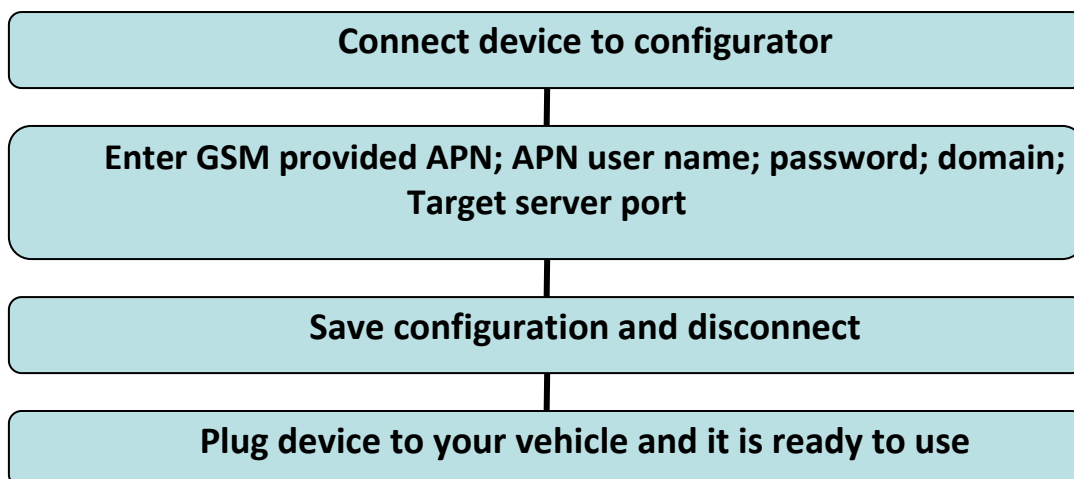 Connect device to configurator
Enter GSM provided APN; APN user name; password; domain;
Target server port
Save configuration and disconnect
Plug device to your vehicle and it is ready to use